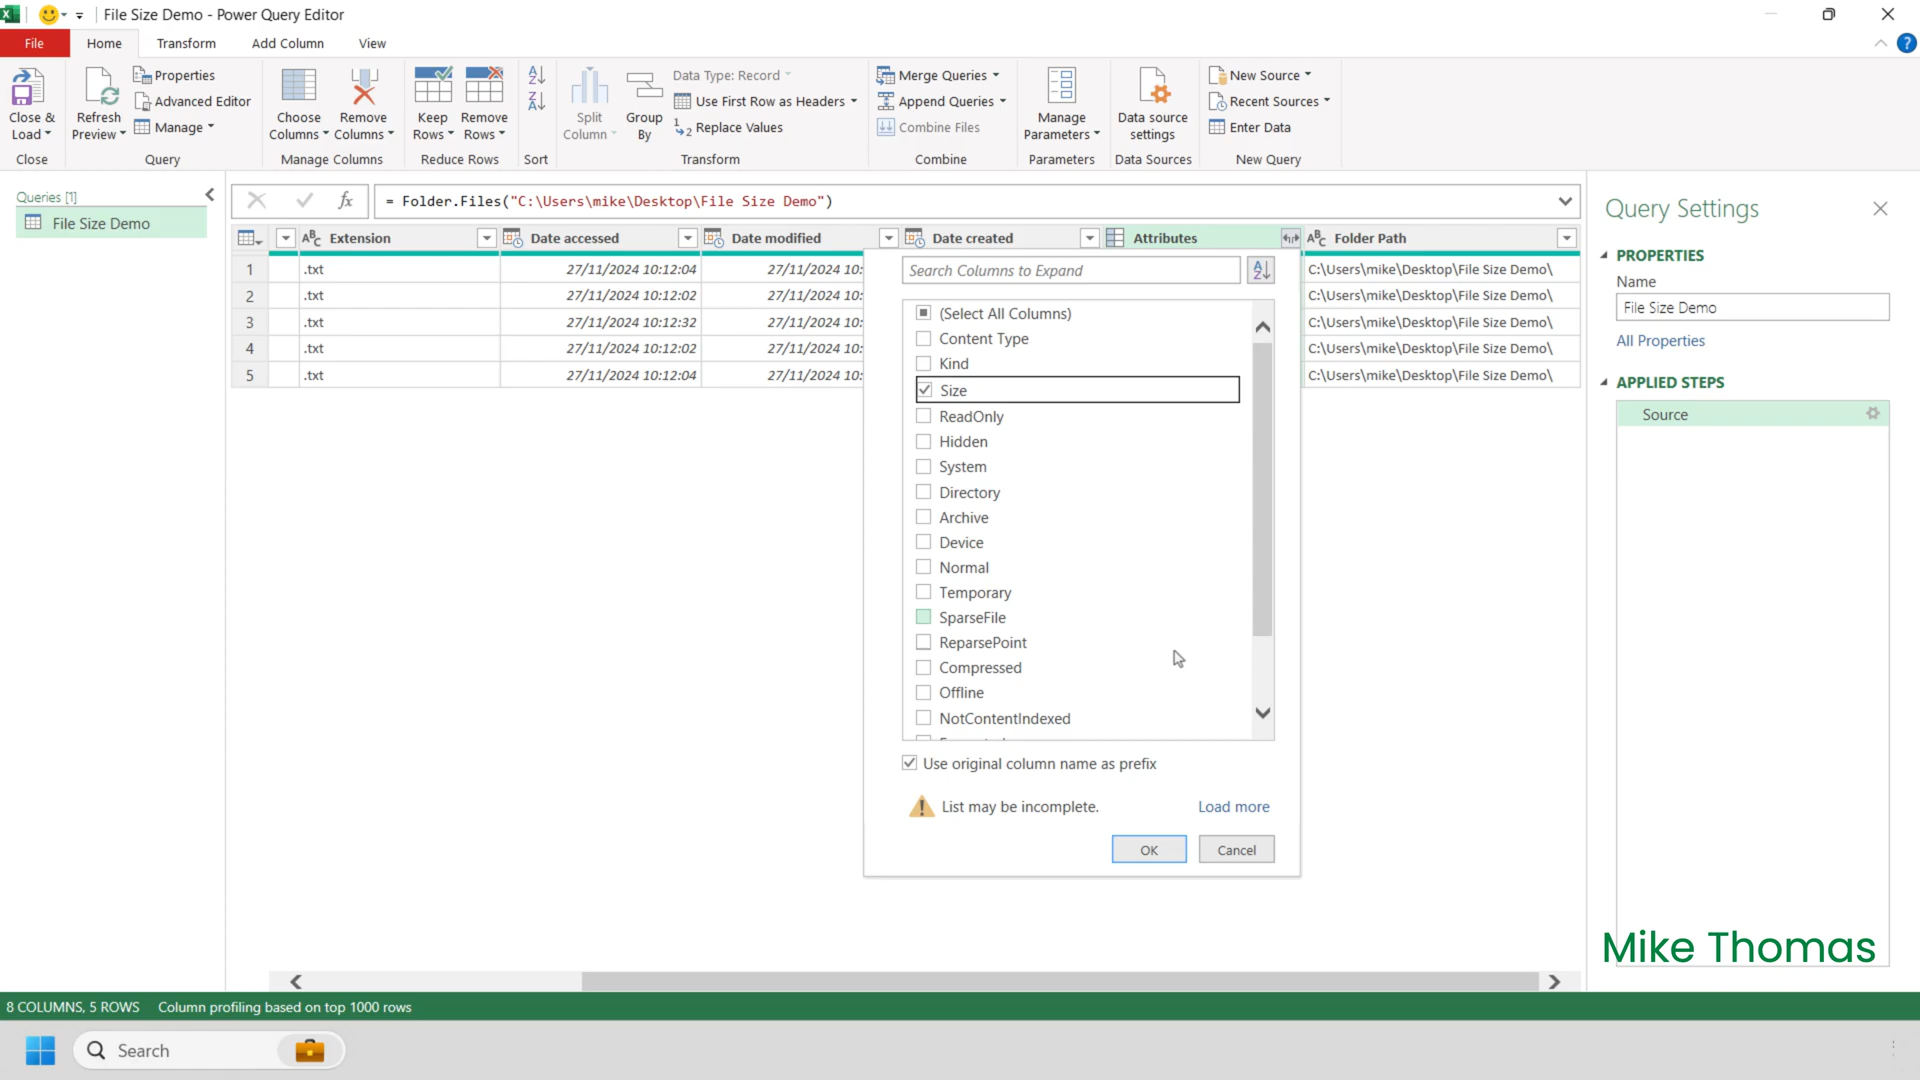 File Size Demo - Power Query Editor
File
Home
Transform
Add Column
View
Close & Load
Close
Refresh Preview
Properties
Advanced Editor
Manage
Query
Choose Columns
Remove Columns
Manage Columns
Keep Rows
Remove Rows
Reduce Rows
Sort
Split Column
Group By
Data Type: Record
Use First Row as Headers
Replace Values
Transform
Merge Queries
Append Queries
Combine Files
Combine
Manage Parameters
Parameters
Data source settings
Data Sources
New Source
Recent Sources
Enter Data
New Query
Queries [1]
File Size Demo
fx
= Folder.Files("C:\Users\mike\Desktop\File Size Demo")
ABC Extension Date accessed Date modified Date created Attributes ABC Folder Path
1 .txt 27/11/2024 10:12:04 27/11/2024 10: C:\Users\mike\Desktop\File Size Demo\
2 .txt 27/11/2024 10:12:02 27/11/2024 10: C:\Users\mike\Desktop\File Size Demo\
3 .txt 27/11/2024 10:12:32 27/11/2024 10: C:\Users\mike\Desktop\File Size Demo\
4 .txt 27/11/2024 10:12:02 27/11/2024 10: C:\Users\mike\Desktop\File Size Demo\
5 .txt 27/11/2024 10:12:04 27/11/2024 10: C:\Users\mike\Desktop\File Size Demo\
Search Columns to Expand
(Select All Columns)
Content Type
Kind
Size
ReadOnly
Hidden
System
Directory
Archive
Device
Normal
Temporary
SparseFile
ReparsePoint
Compressed
Offline
NotContentIndexed
Use original column name as prefix
List may be incomplete.
Load more
OK
Cancel
Query Settings
PROPERTIES
Name
File Size Demo
All Properties
APPLIED STEPS
Source
Mike Thomas
8 COLUMNS, 5 ROWS
Column profiling based on top 1000 rows
Search